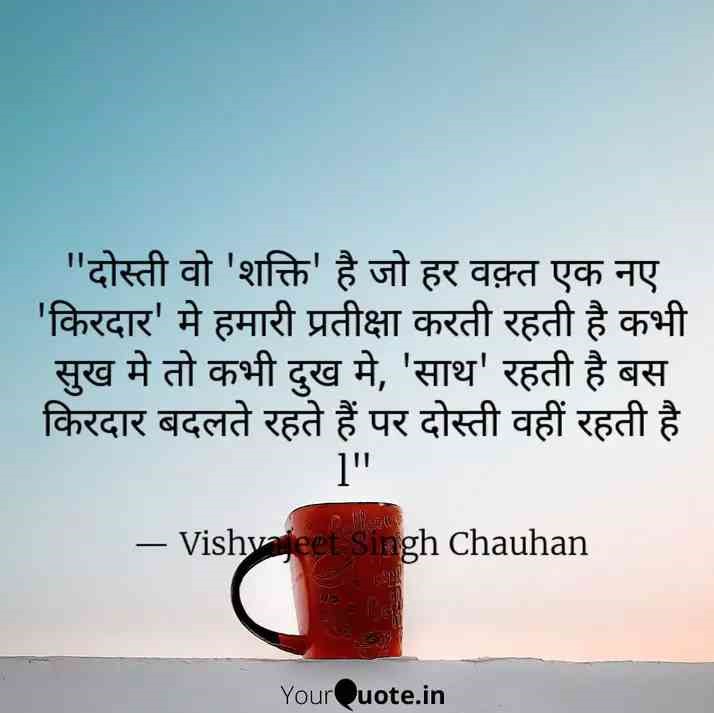 "दोस्ती वो 'शक्ति' है जो हर वक़्त एक नए
'किरदार' मे हमारी प्रतीक्षा करती रहती है कभी
सुख मे तो कभी दुख मे, 'साथ' रहती है बस
किरदार बदलते रहते हैं पर दोस्ती वहीं रहती है
l"
— Vishvajeet Singh Chauhan
YourQuote.in